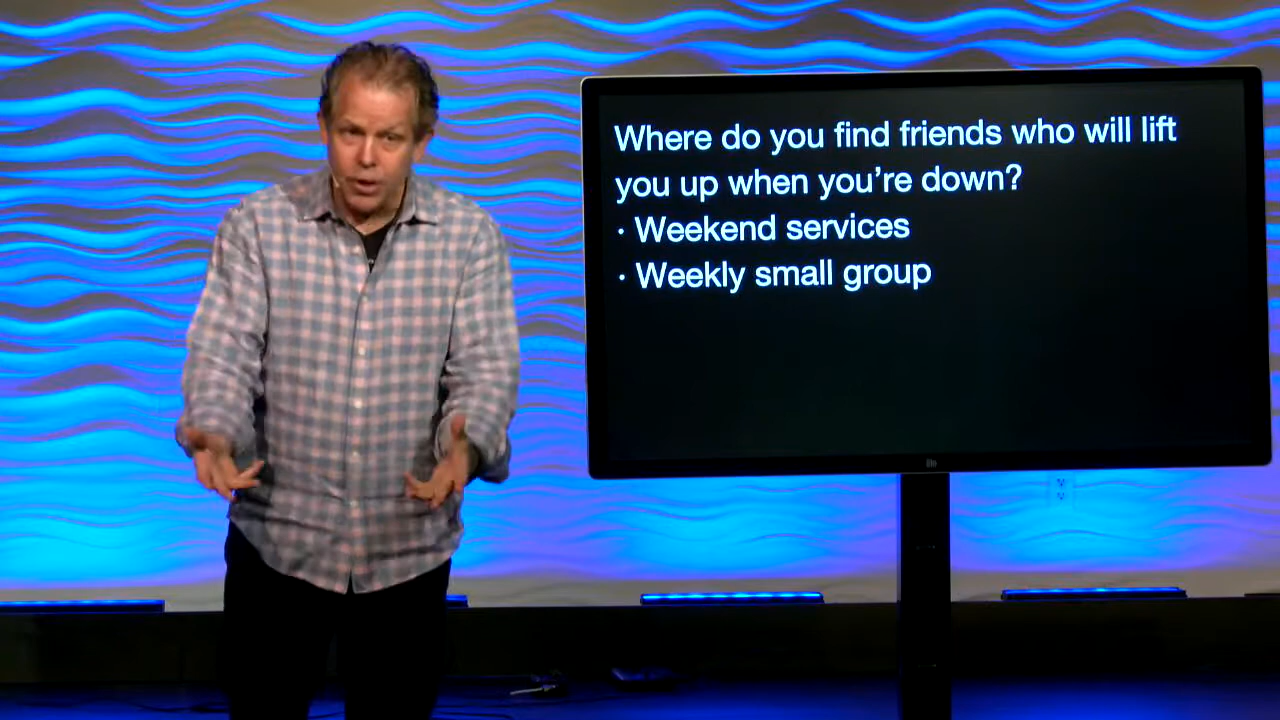 Where do you find friends who will lift
you up when you’re down?
· Weekend services
· Weekly small group